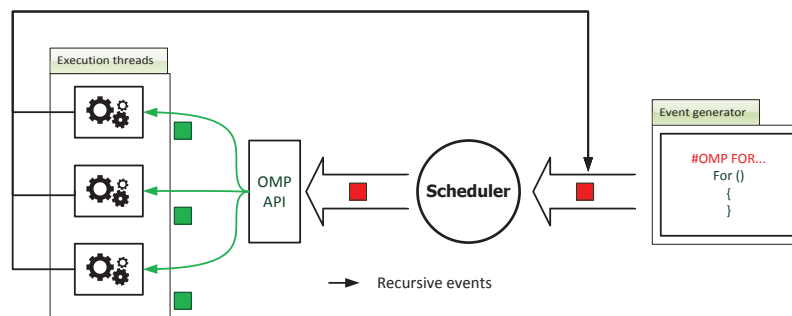 Execution threads
Event generator
#OMP FOR...
For ()
{
}
OMP
API
Scheduler
Recursive events